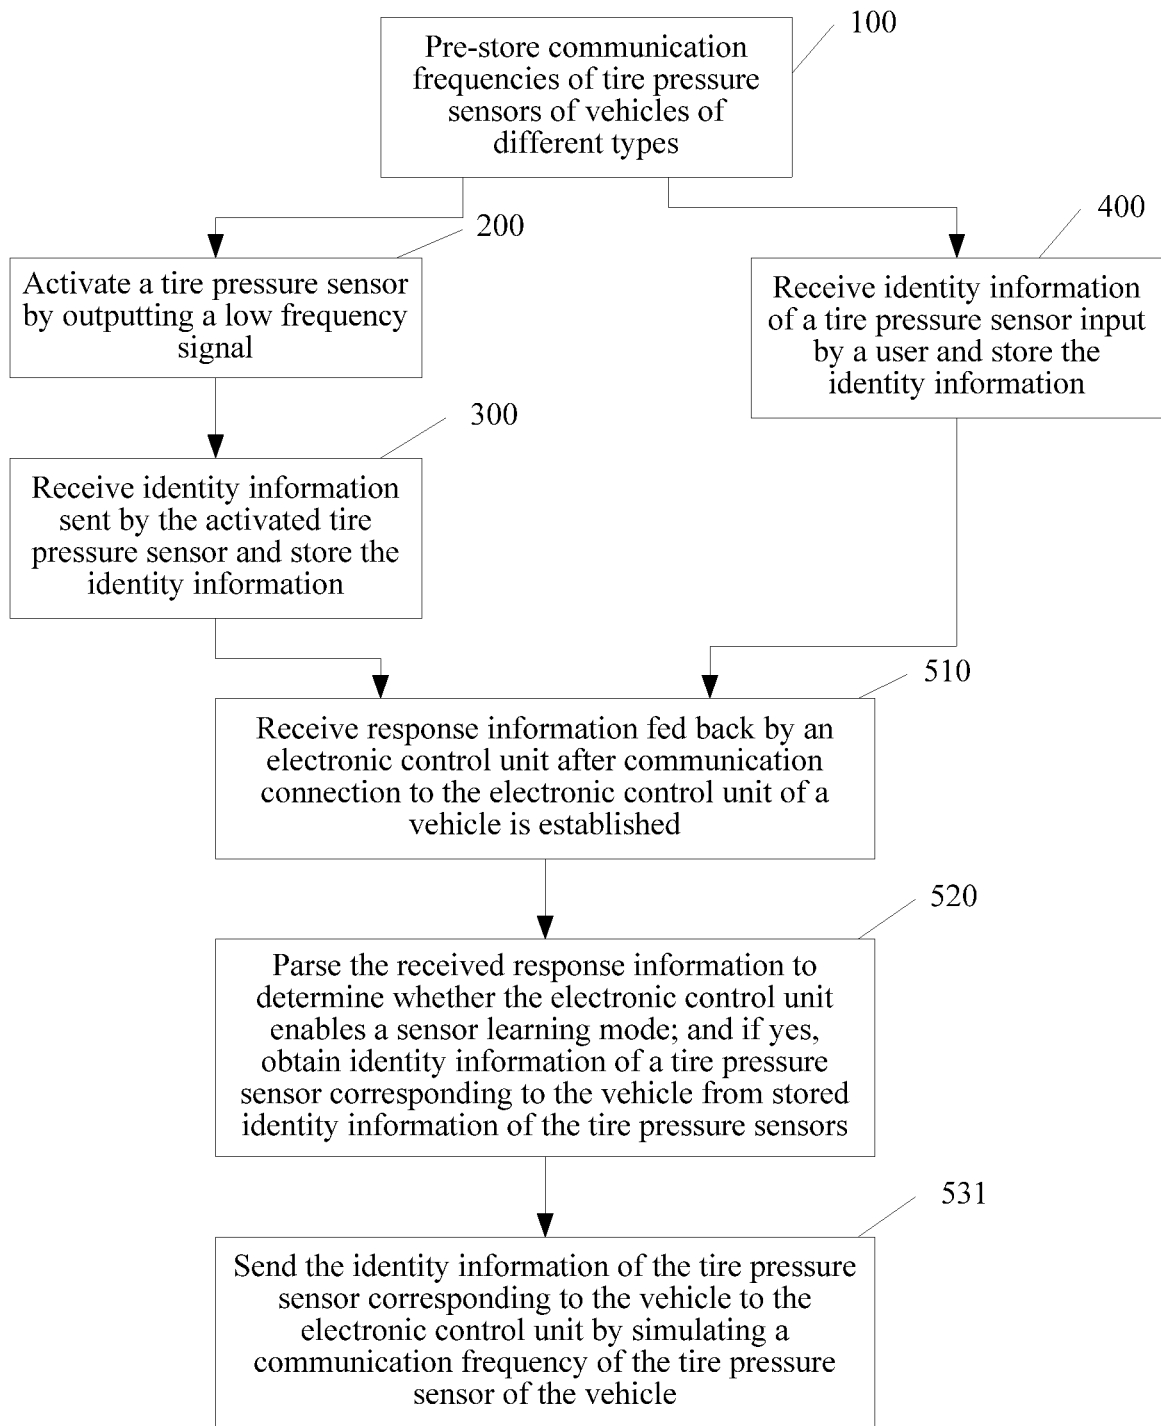 100
Pre-store communication
frequencies of tire pressure
sensors of vehicles of
different types
200
Activate a tire pressure sensor
by outputting a low frequency
signal
400
Receive identity information
of a tire pressure sensor input
by a user and store the
identity information
300
Receive identity information
sent by the activated tire
pressure sensor and store the
identity information
510
Receive response information fed back by an
electronic control unit after communication
connection to the electronic control unit of a
vehicle is established
520
Parse the received response information to
determine whether the electronic control unit
enables a sensor learning mode; and if yes,
obtain identity information of a tire pressure
sensor corresponding to the vehicle from stored
identity information of the tire pressure sensors
531
Send the identity information of the tire pressure
sensor corresponding to the vehicle to the
electronic control unit by simulating a
communication frequency of the tire pressure
sensor of the vehicle